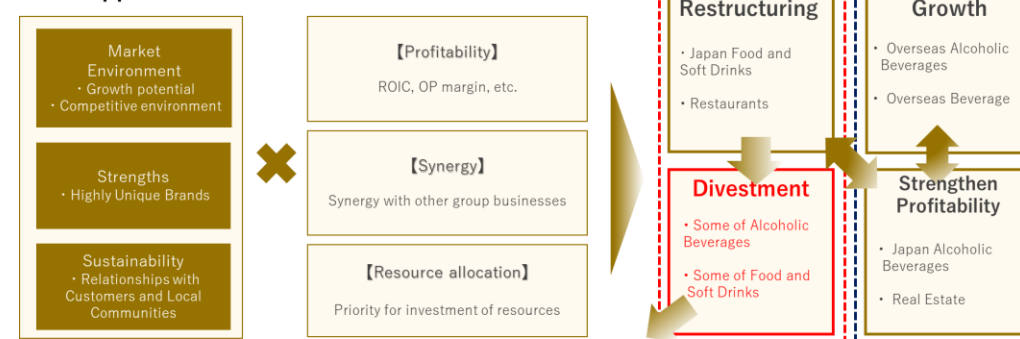 Market
Environment
・Growth potential
・Competitive environment
Strengths
・Highly Unique Brands
Sustainability
・Relationships with
Customers and Local
Communities
【Profitability】
ROIC, OP margin, etc.
【Synergy】
Synergy with other group businesses
【Resource allocation】
Priority for investment of resources
Restructuring
・Japan Food and
Soft Drinks
・Restaurants
Growth
・Overseas Alcoholic
Beverages
・Overseas Beverage
Divestment
・Some of Alcoholic
Beverages
・Some of Food and
Soft Drinks
Strengthen
Profitability
・Japan Alcoholic
Beverages
・Real Estate